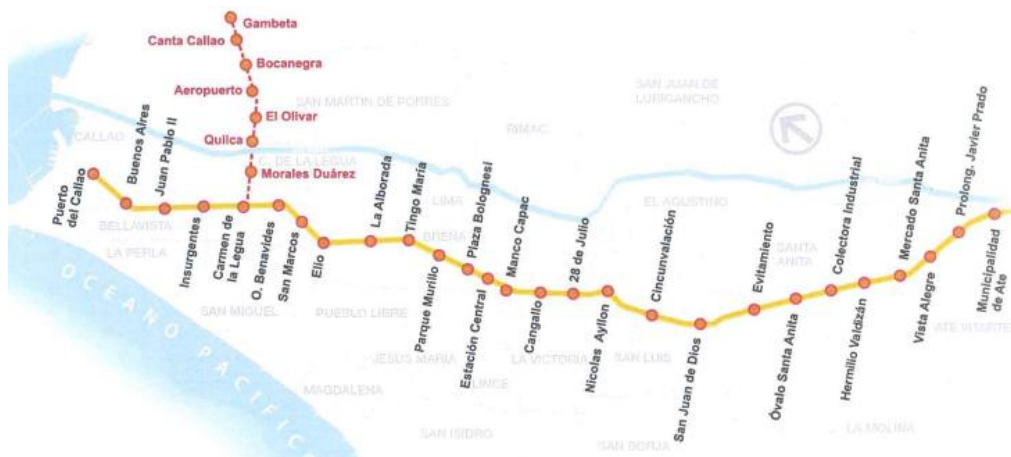 Gambeta
Canta Callao
Bocanegra
Aeropuerto
SAN MARTIN DE PORRES
SAN JUAN DE
LURIGANCHO
El Olivar
Quilca
RIMAC
CALLAO
C. DE LA LEGUA
Morales Duárez
Puerto
del Callao
Buenos Aires
Juan Pablo II
Insurgentes
Carmen de
la Legua
O. Benavides
San Marcos
Elio
La Alborada
Tingo María
Parque Murillo
Plaza Bolognesi
Estación Central
Manco Capac
Cangallo
28 de Julio
Nicolas Ayllon
Cincunvalación
San Juan de Dios
Evitamiento
Óvalo Santa Anita
Colectora Industrial
Hermilio Valdizán
Mercado Santa Anita
Vista Alegre
Prolong. Javier Prado
Municipalidad
de Ate
BELLAVISTA
LA PERLA
LIMA
BREÑA
EL AGUSTINO
SANTA
ANITA
SAN MIGUEL
PUEBLO LIBRE
JESUS MARIA
LINCE
LA VICTORIA
SAN LUIS
ATE VITARTE
MAGDALENA
SAN ISIDRO
SAN BORJA
LA MOLINA
OCEANO PACIFIC